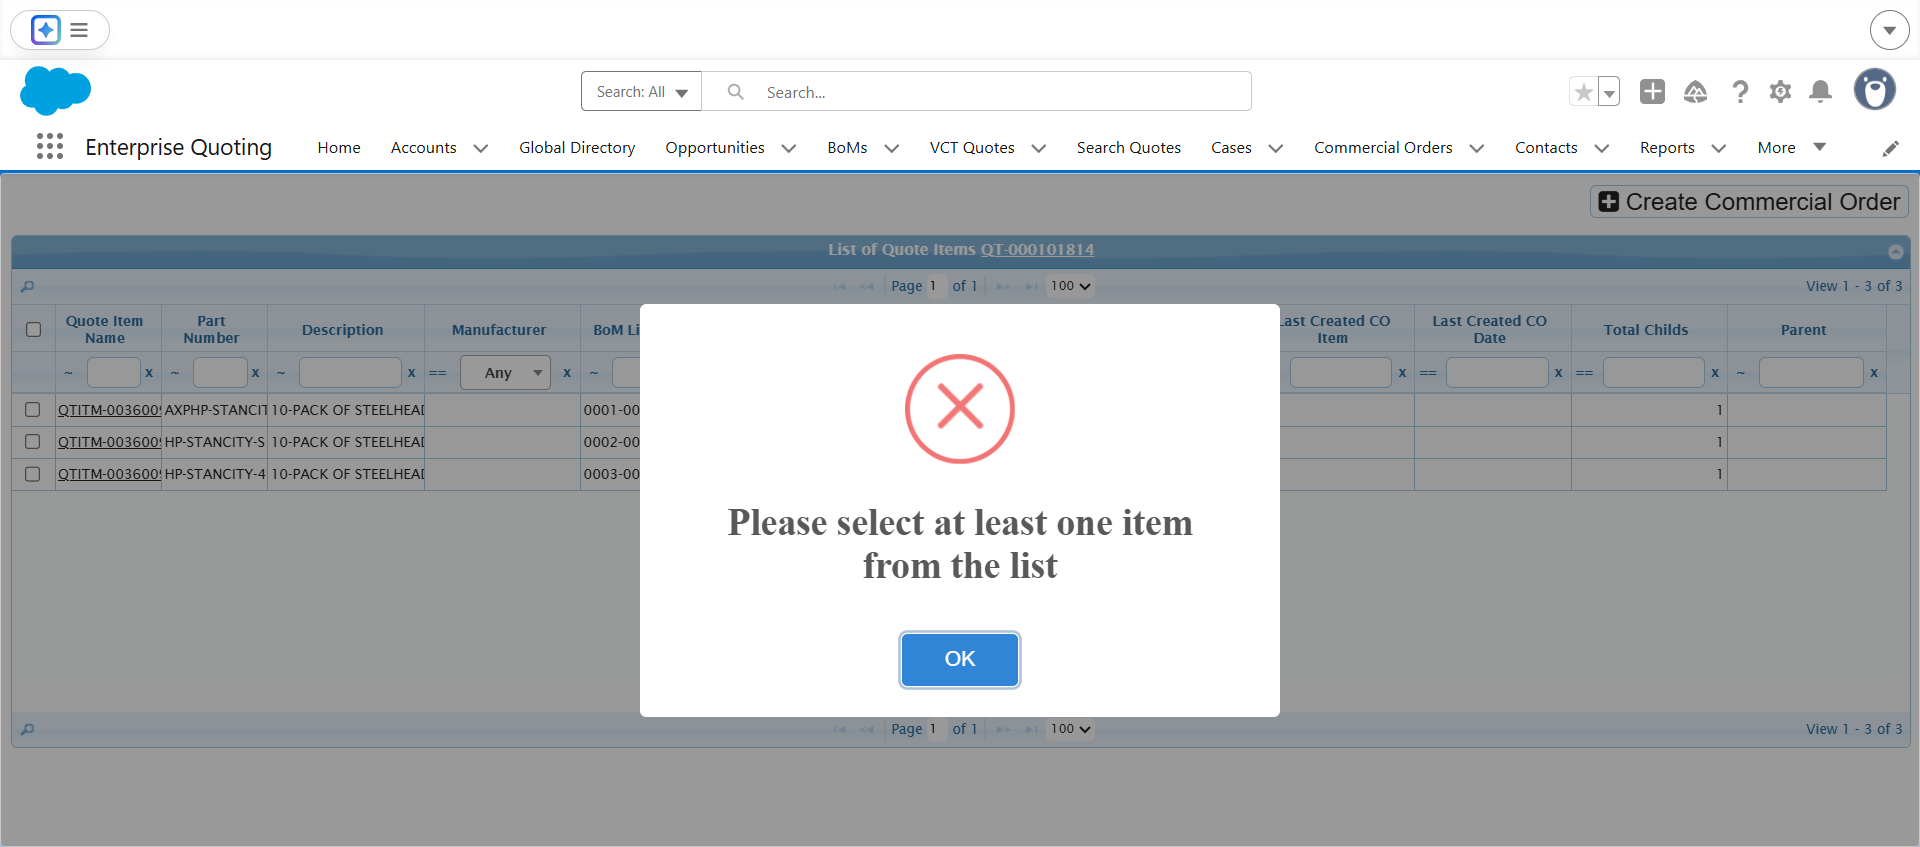 Search: All
Search...
Enterprise Quoting
Home
Accounts
Global Directory
Opportunities
BoMs
VCT Quotes
Search Quotes
Cases
Commercial Orders
Contacts
Reports
More
Create Commercial Order
List of Quote Items QT-000101814
Page 1 of 1 100
View 1 - 3 of 3
Quote Item Name
Part Number
Description
Manufacturer
BoM Li
Last Created CO Item
Last Created CO Date
Total Childs
Parent
~ x ~ x ~ x == Any x ~ x == x == x ~ x
QTITM-003600 AXPHP-STANCIT 10-PACK OF STEELHEAD 0001-00 1
QTITM-003600 HP-STANCITY-S 10-PACK OF STEELHEAD 0002-00 1
QTITM-003600 HP-STANCITY-4 10-PACK OF STEELHEAD 0003-00 1
Please select at least one item
from the list
OK
Page 1 of 1 100
View 1 - 3 of 3